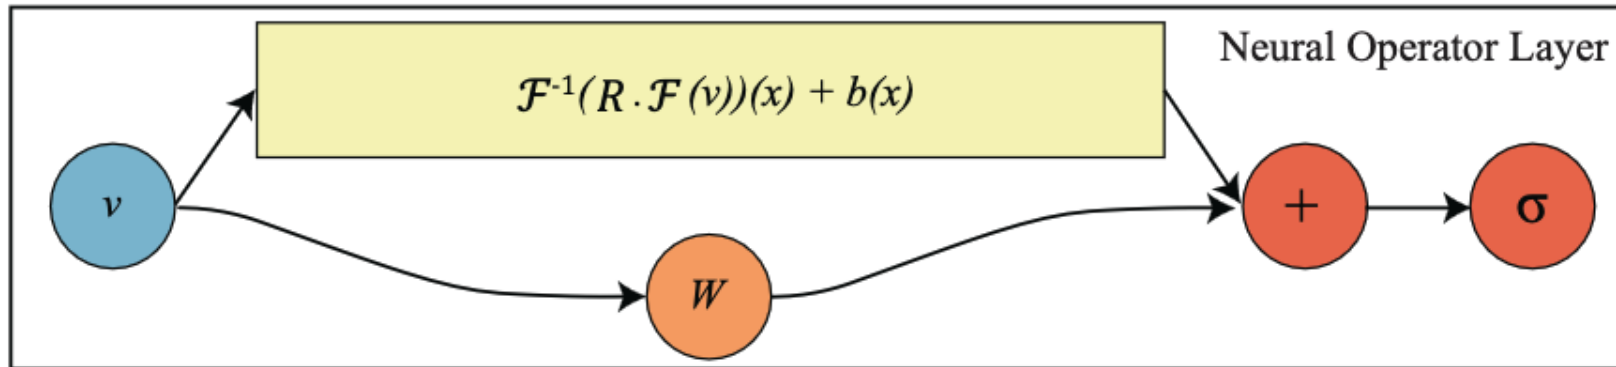 Neural Operator Layer
𝓕⁻¹(R . 𝓕 (v))(x) + b(x)
v
W
+
σ